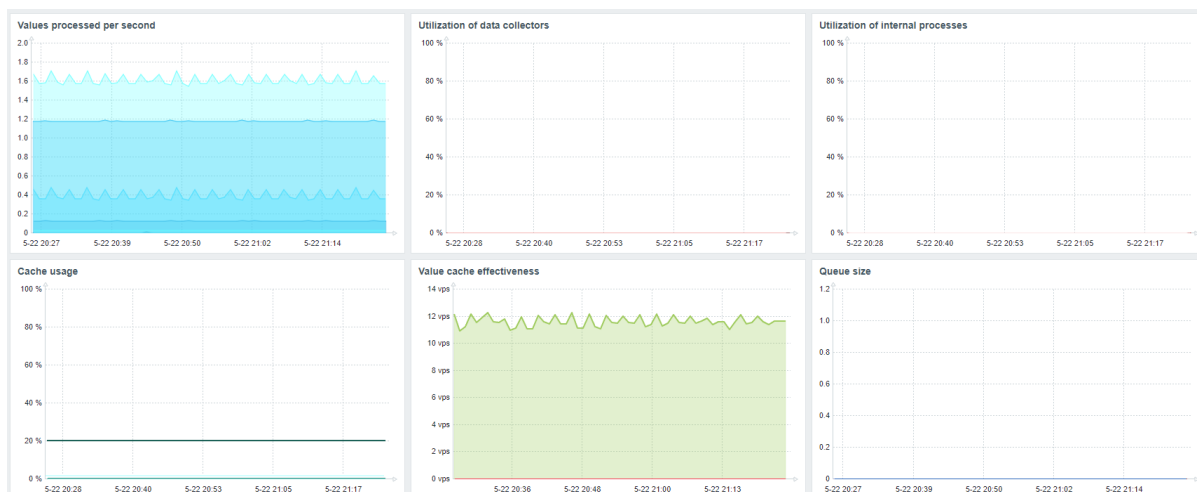 Values processed per second
2.0
1.8
1.6
1.4
1.2
1.0
0.8
0.6
0.4
0.2
0
5-22 20:27 5-22 20:39 5-22 20:50 5-22 21:02 5-22 21:14
Utilization of data collectors
100 %
80 %
60 %
40 %
20 %
0 %
5-22 20:28 5-22 20:40 5-22 20:53 5-22 21:05 5-22 21:17
Utilization of internal processes
100 %
80 %
60 %
40 %
20 %
0 %
5-22 20:28 5-22 20:40 5-22 20:53 5-22 21:05 5-22 21:17
Cache usage
100 %
80 %
60 %
40 %
20 %
0 %
5-22 20:28 5-22 20:40 5-22 20:53 5-22 21:05 5-22 21:17
Value cache effectiveness
14 vps
12 vps
10 vps
8 vps
6 vps
4 vps
2 vps
0 vps
5-22 20:36 5-22 20:48 5-22 21:00 5-22 21:13
Queue size
1.2
1.0
0.8
0.6
0.4
0.2
0
5-22 20:27 5-22 20:39 5-22 20:50 5-22 21:02 5-22 21:14